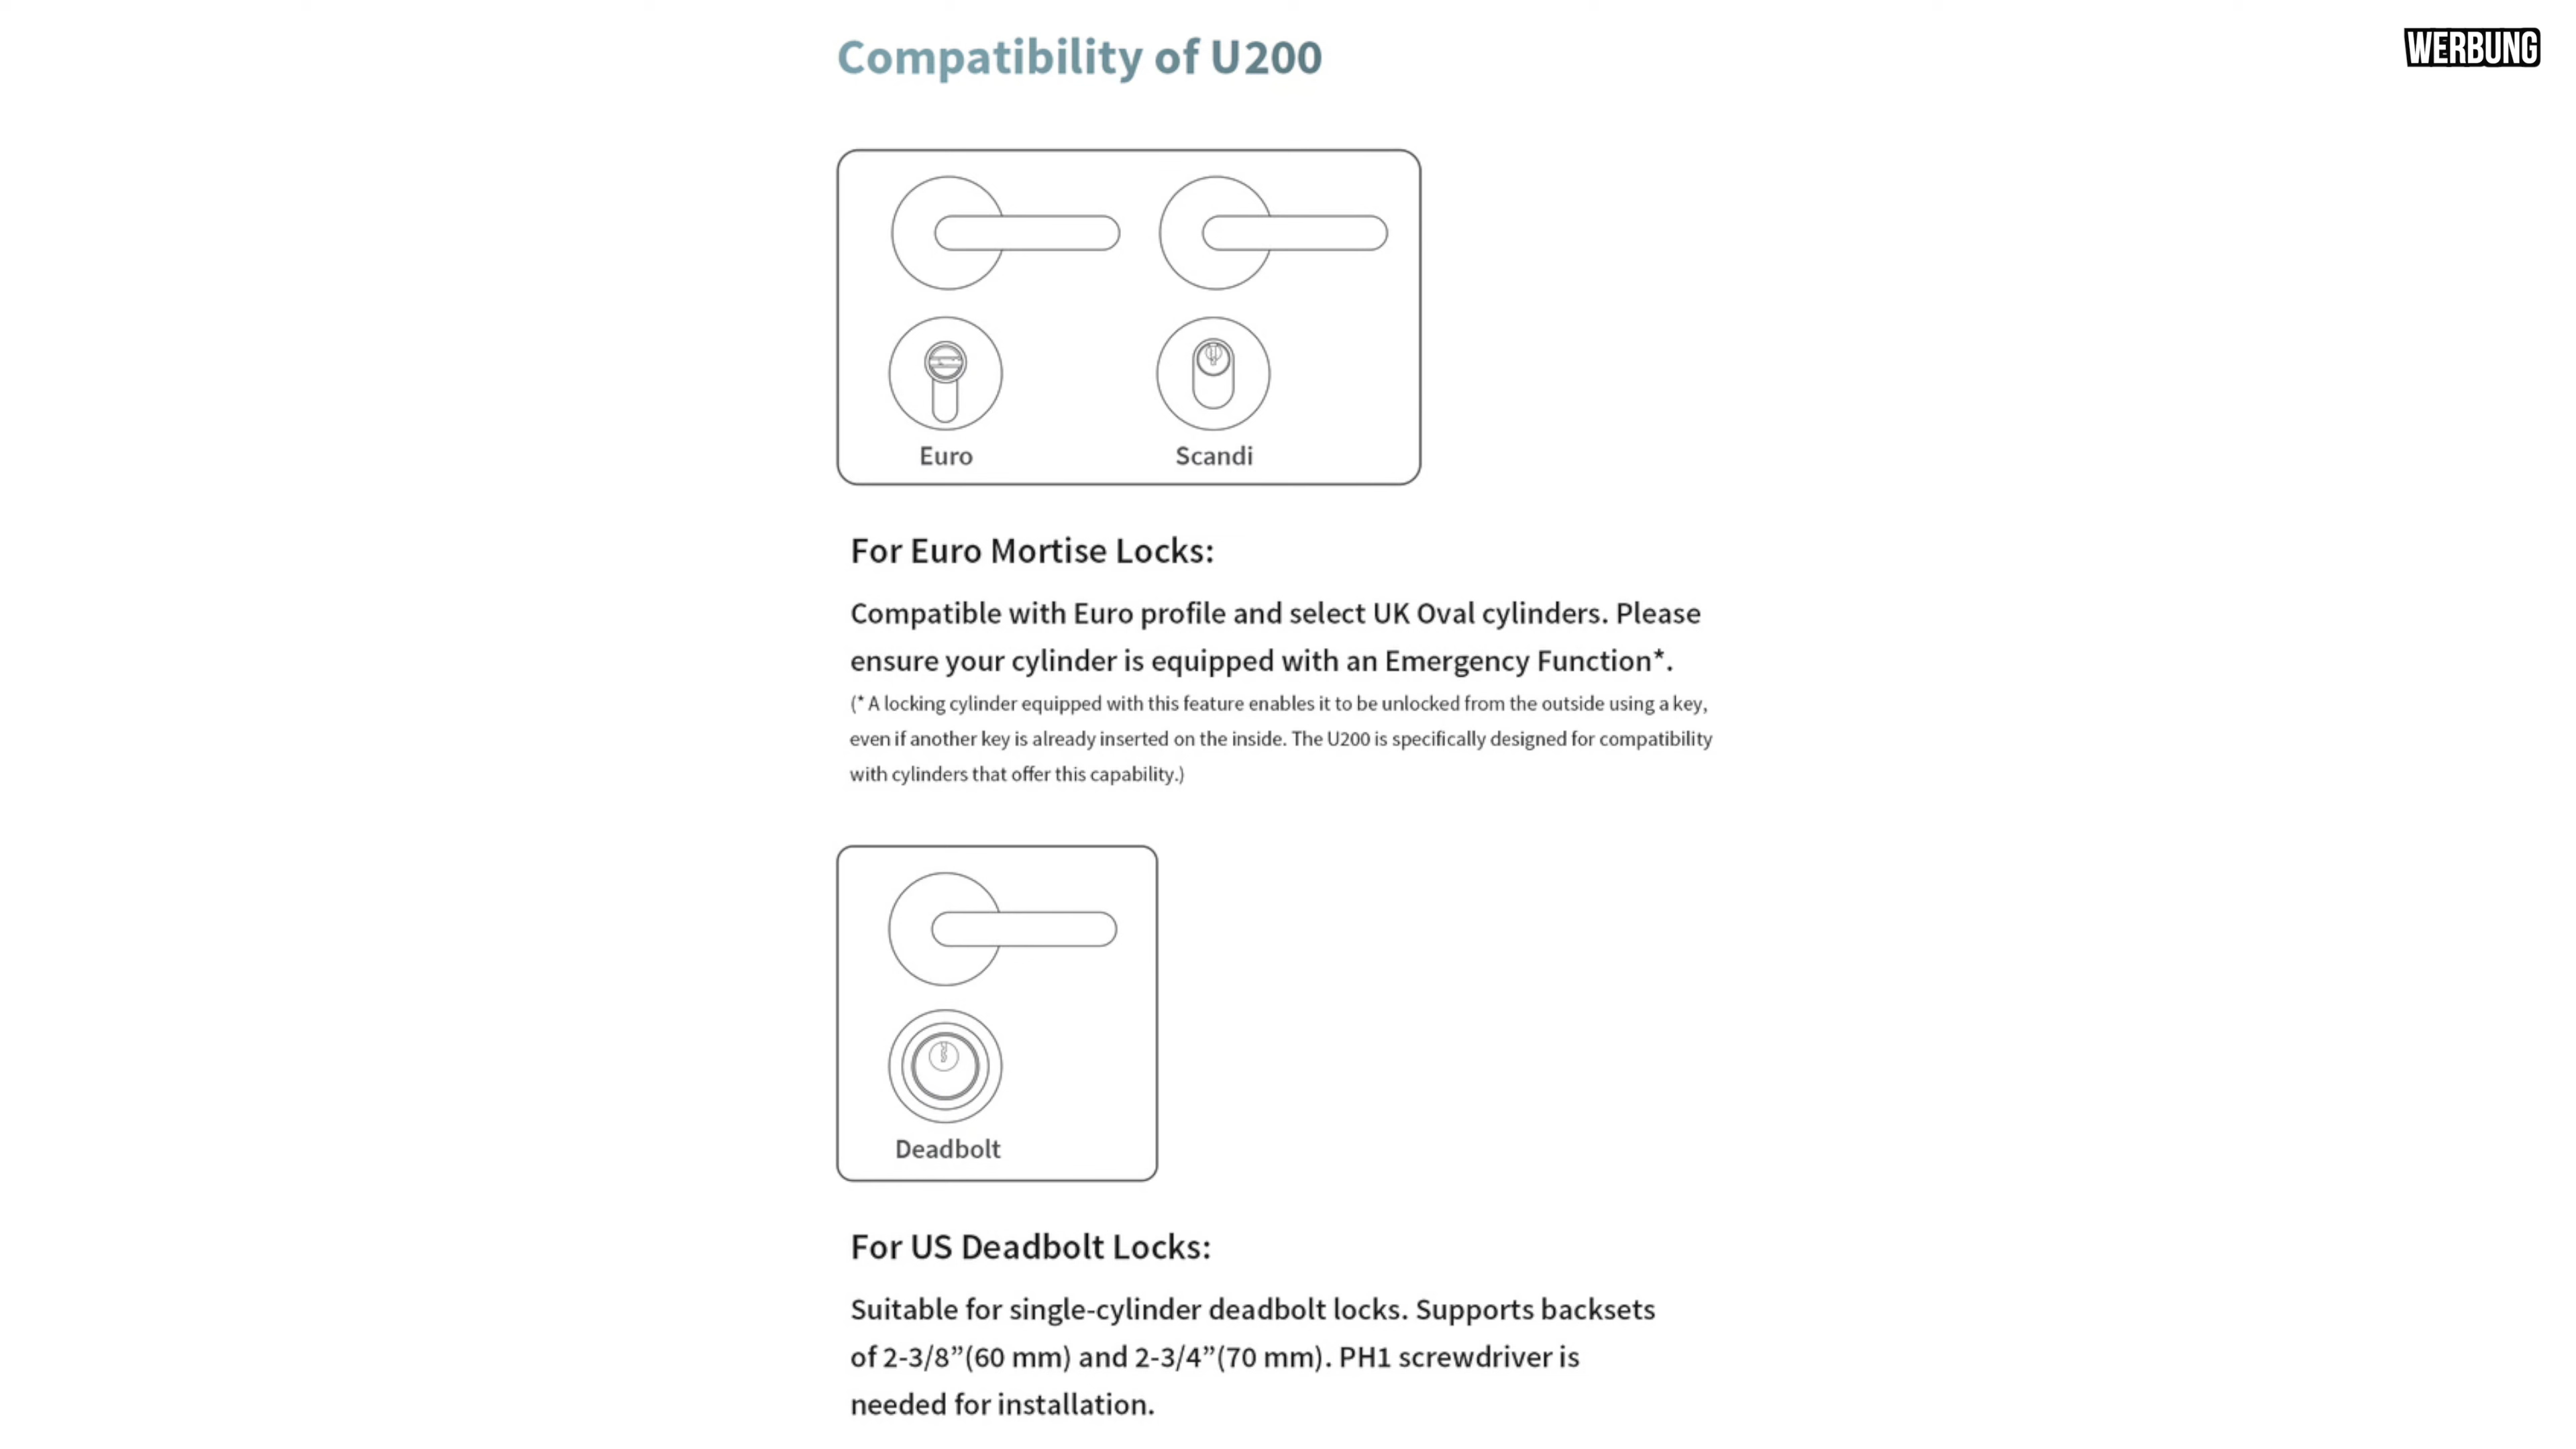 Compatibility of U200
WERBUNG
Euro
Scandi
For Euro Mortise Locks:
Compatible with Euro profile and select UK Oval cylinders. Please
ensure your cylinder is equipped with an Emergency Function*.
(* A locking cylinder equipped with this feature enables it to be unlocked from the outside using a key,
even if another key is already inserted on the inside. The U200 is specifically designed for compatibility
with cylinders that offer this capability.)
Deadbolt
For US Deadbolt Locks:
Suitable for single-cylinder deadbolt locks. Supports backsets
of 2-3/8”(60 mm) and 2-3/4”(70 mm). PH1 screwdriver is
needed for installation.